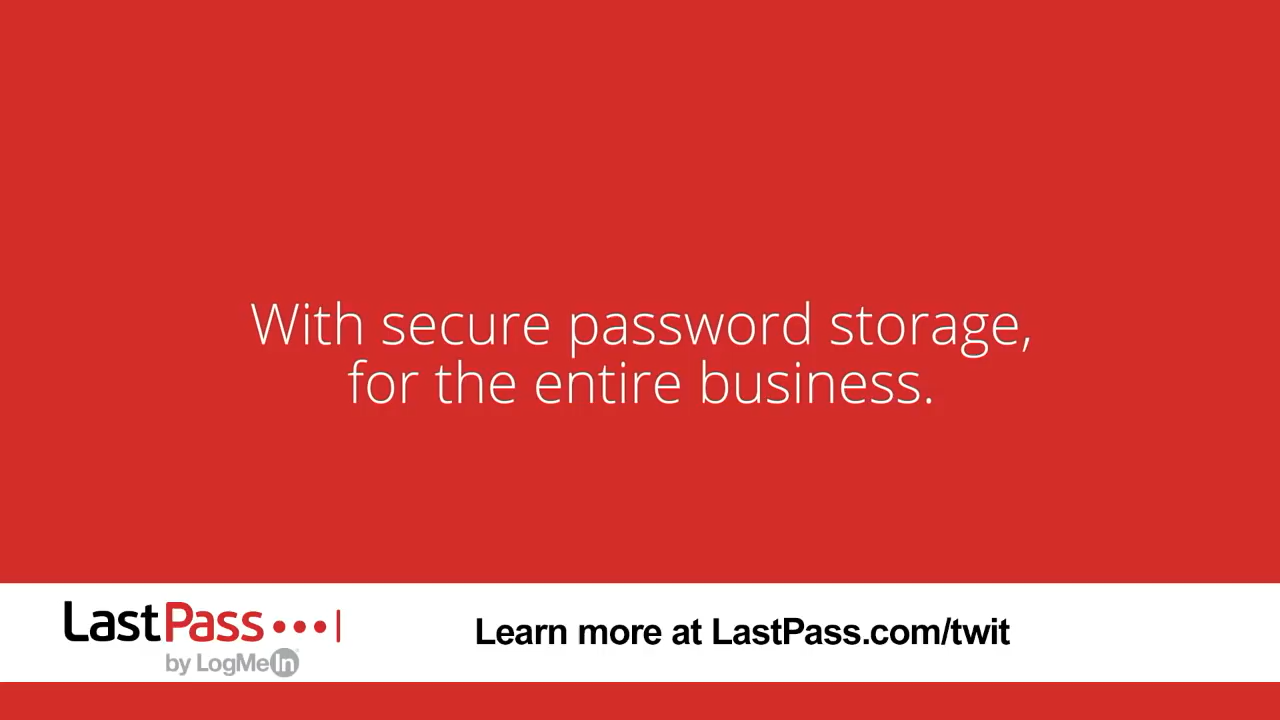 With secure password storage,
for the entire business.
LastPass
by LogMeIn
Learn more at LastPass.com/twit